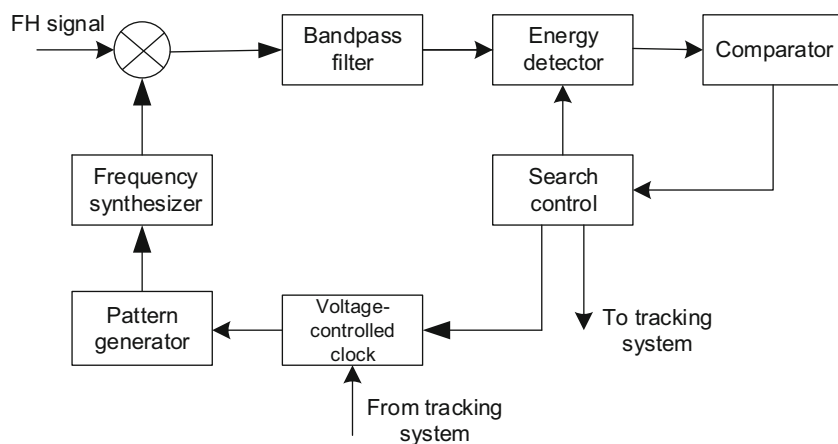 FH signal
Bandpass
filter
Energy
detector
Comparator
Frequency
synthesizer
Search
control
Pattern
generator
Voltage-
controlled
clock
To tracking
system
From tracking
system